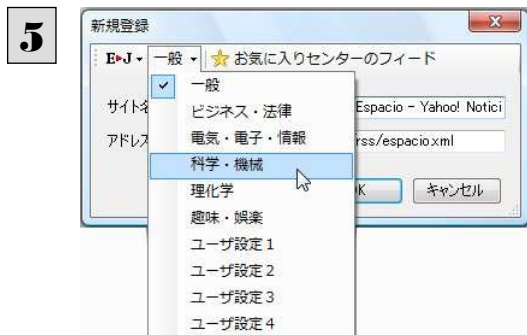 5
新規登録
E▶J 一般 お気に入りセンターのフィード
一般
サイト名 Espacio - Yahoo! Notici
ビジネス・法律
電気・電子・情報
アドレス rss/espacio.xml
科学・機械
理化学 OK キャンセル
趣味・娯楽
ユーザ設定1
ユーザ設定2
ユーザ設定3
ユーザ設定4